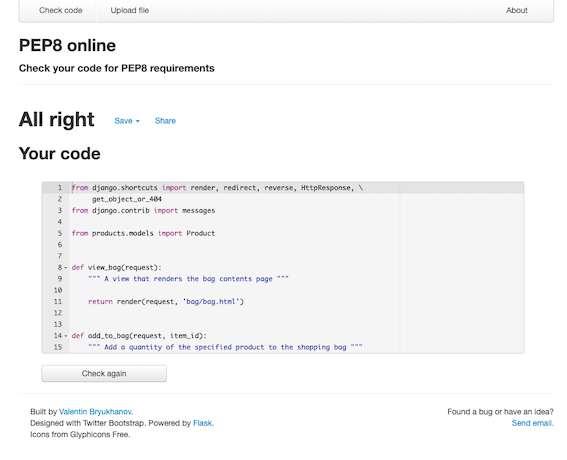 Check code Upload file About
PEP8 online
Check your code for PEP8 requirements
All right Save Share
Your code
1 from django.shortcuts import render, redirect, reverse, HttpResponse, \
2 get_object_or_404
3 from django.contrib import messages
4
5 from products.models import Product
6
7
8 def view_bag(request):
9 """ A view that renders the bag contents page """
10
11 return render(request, 'bag/bag.html')
12
13
14 def add_to_bag(request, item_id):
15 """ Add a quantity of the specified product to the shopping bag """
Check again
Built by Valentin Bryukhanov. Found a bug or have an idea?
Designed with Twitter Bootstrap. Powered by Flask. Send email.
Icons from Glyphicons Free.